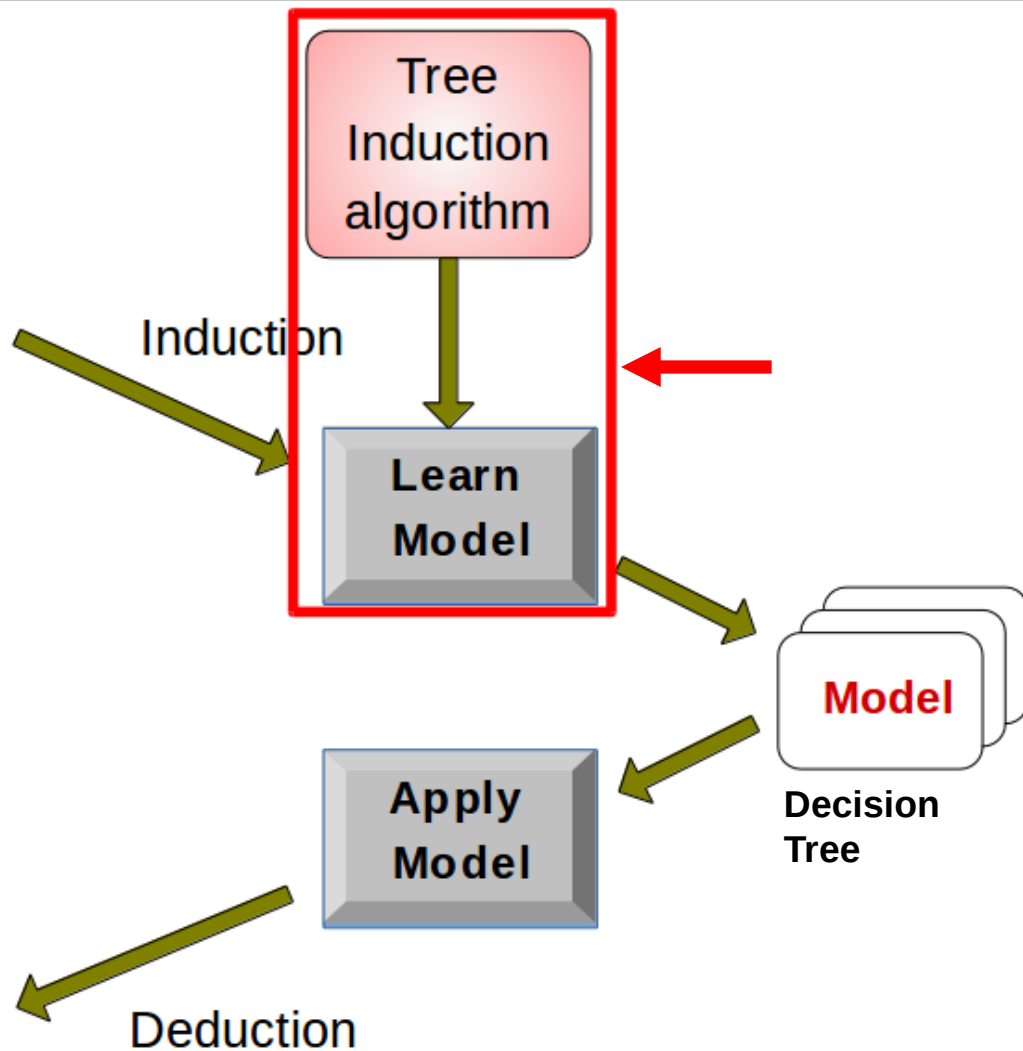 Tree
Induction
algorithm
Induction
Learn
Model
Model
Decision
Tree
Apply
Model
Deduction